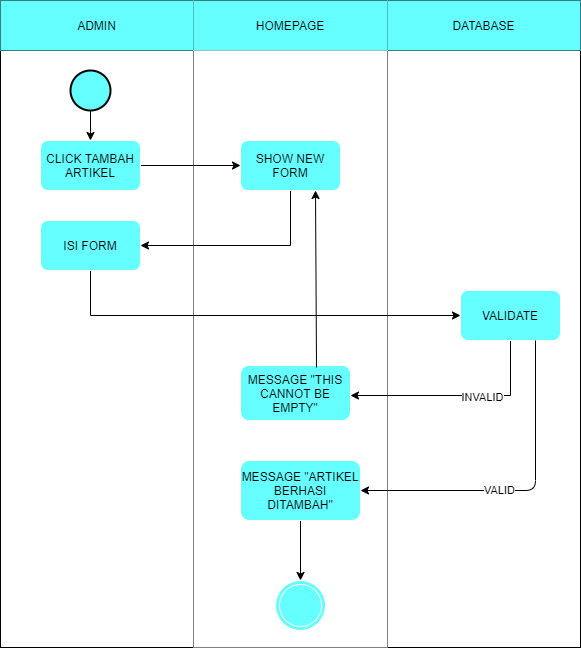 ADMIN
HOMEPAGE
DATABASE
CLICK TAMBAH
ARTIKEL
SHOW NEW
FORM
ISI FORM
VALIDATE
MESSAGE "THIS
CANNOT BE
EMPTY"
INVALID
MESSAGE "ARTIKEL
BERHASI
DITAMBAH"
VALID